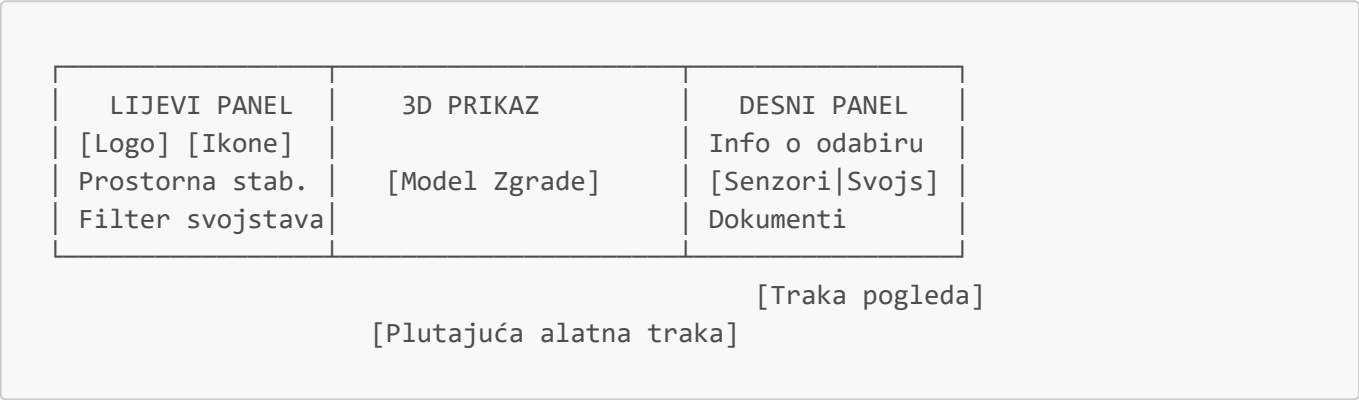 LIJEVI PANEL 3D PRIKAZ DESNI PANEL
[Logo] [Ikone] Info o odabiru
Prostorna stab. [Model Zgrade] [Senzori|Svojs]
Filter svojstava Dokumenti
[Traka pogleda]
[Plutajuća alatna traka]